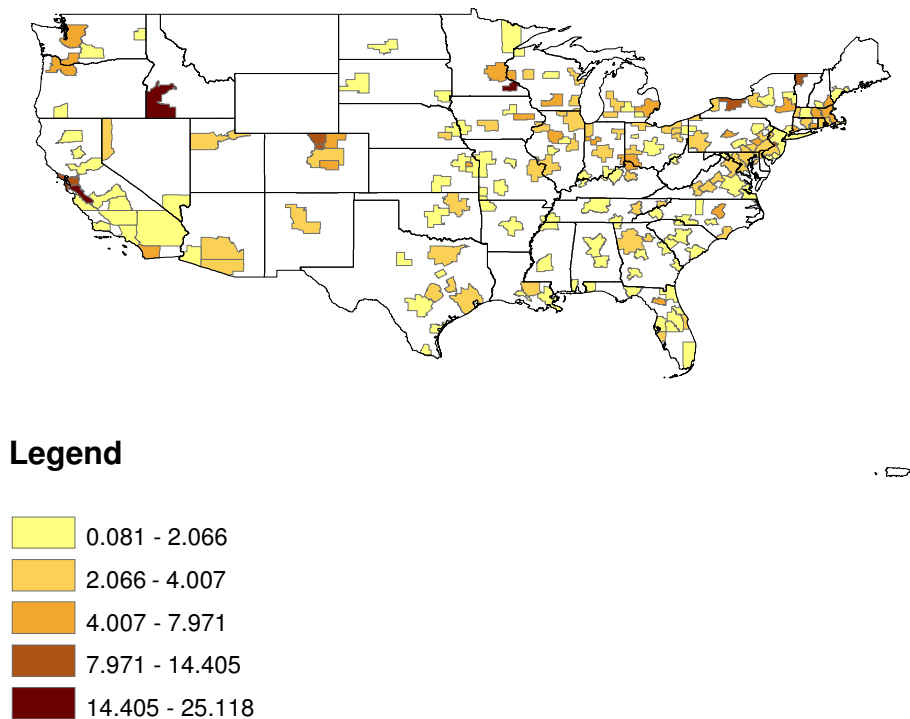 Legend
0.081 - 2.066
2.066 - 4.007
4.007 - 7.971
7.971 - 14.405
14.405 - 25.118